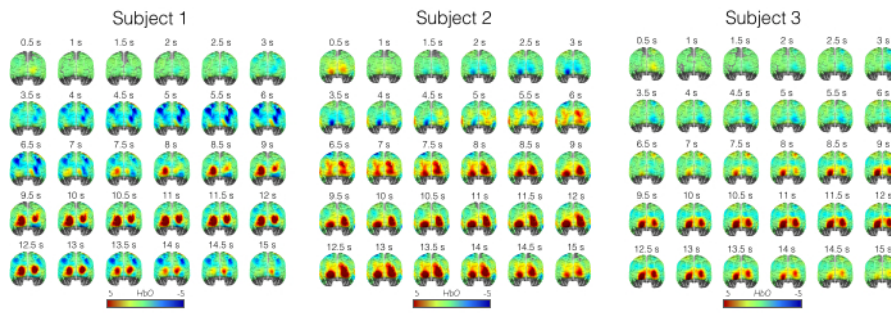 Subject 1
0.5 s 1 s 1.5 s 2 s 2.5 s 3 s
3.5 s 4 s 4.5 s 5 s 5.5 s 6 s
6.5 s 7 s 7.5 s 8 s 8.5 s 9 s
9.5 s 10 s 10.5 s 11 s 11.5 s 12 s
12.5 s 13 s 13.5 s 14 s 14.5 s 15 s
5 HbO -5
Subject 2
0.5 s 1 s 1.5 s 2 s 2.5 s 3 s
3.5 s 4 s 4.5 s 5 s 5.5 s 6 s
6.5 s 7 s 7.5 s 8 s 8.5 s 9 s
9.5 s 10 s 10.5 s 11 s 11.5 s 12 s
12.5 s 13 s 13.5 s 14 s 14.5 s 15 s
5 HbO -5
Subject 3
0.5 s 1 s 1.5 s 2 s 2.5 s 3 s
3.5 s 4 s 4.5 s 5 s 5.5 s 6 s
6.5 s 7 s 7.5 s 8 s 8.5 s 9 s
9.5 s 10 s 10.5 s 11 s 11.5 s 12 s
12.5 s 13 s 13.5 s 14 s 14.5 s 15 s
5 HbO -5